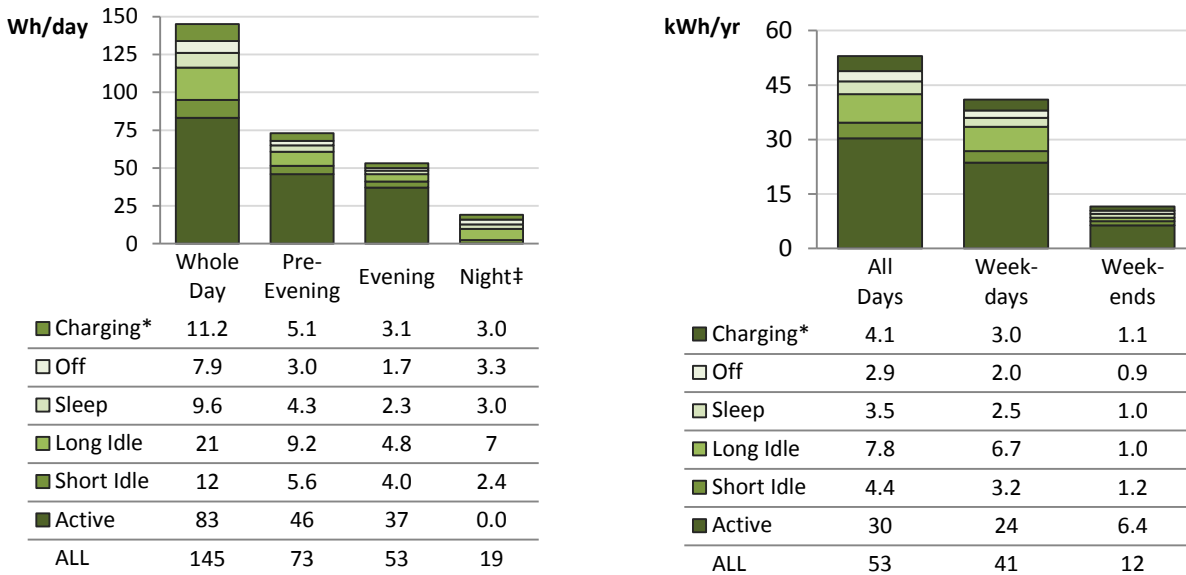 Wh/day
150
125
100
75
50
25
0
Whole Day
Pre-Evening
Evening
Night‡
Charging* 11.2 5.1 3.1 3.0
Off 7.9 3.0 1.7 3.3
Sleep 9.6 4.3 2.3 3.0
Long Idle 21 9.2 4.8 7
Short Idle 12 5.6 4.0 2.4
Active 83 46 37 0.0
ALL 145 73 53 19
kWh/yr
60
45
30
15
0
All Days
Week-days
Week-ends
Charging* 4.1 3.0 1.1
Off 2.9 2.0 0.9
Sleep 3.5 2.5 1.0
Long Idle 7.8 6.7 1.0
Short Idle 4.4 3.2 1.2
Active 30 24 6.4
ALL 53 41 12